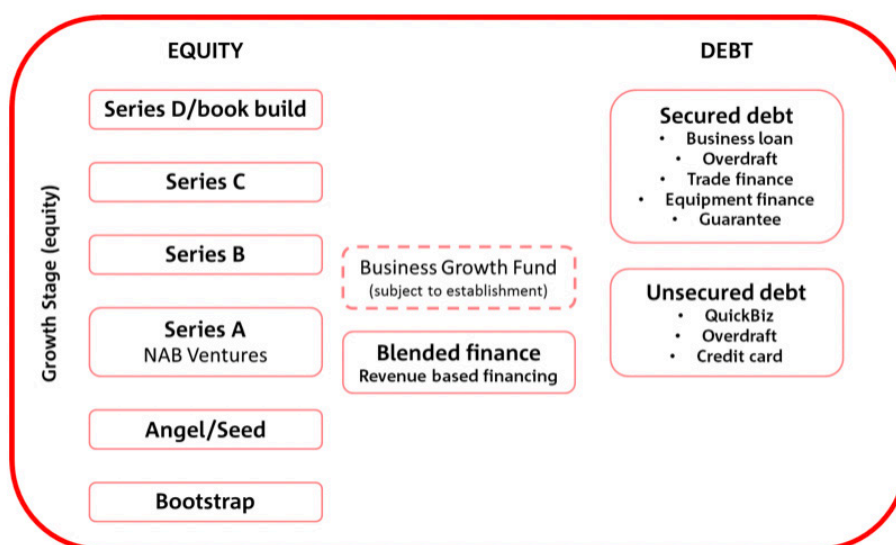 EQUITY
Growth Stage (equity)
Series D/book build
Series C
Series B
Series A
NAB Ventures
Angel/Seed
Bootstrap
Business Growth Fund
(subject to establishment)
Blended finance
Revenue based financing
DEBT
Secured debt
• Business loan
• Overdraft
• Trade finance
• Equipment finance
• Guarantee
Unsecured debt
• QuickBiz
• Overdraft
• Credit card